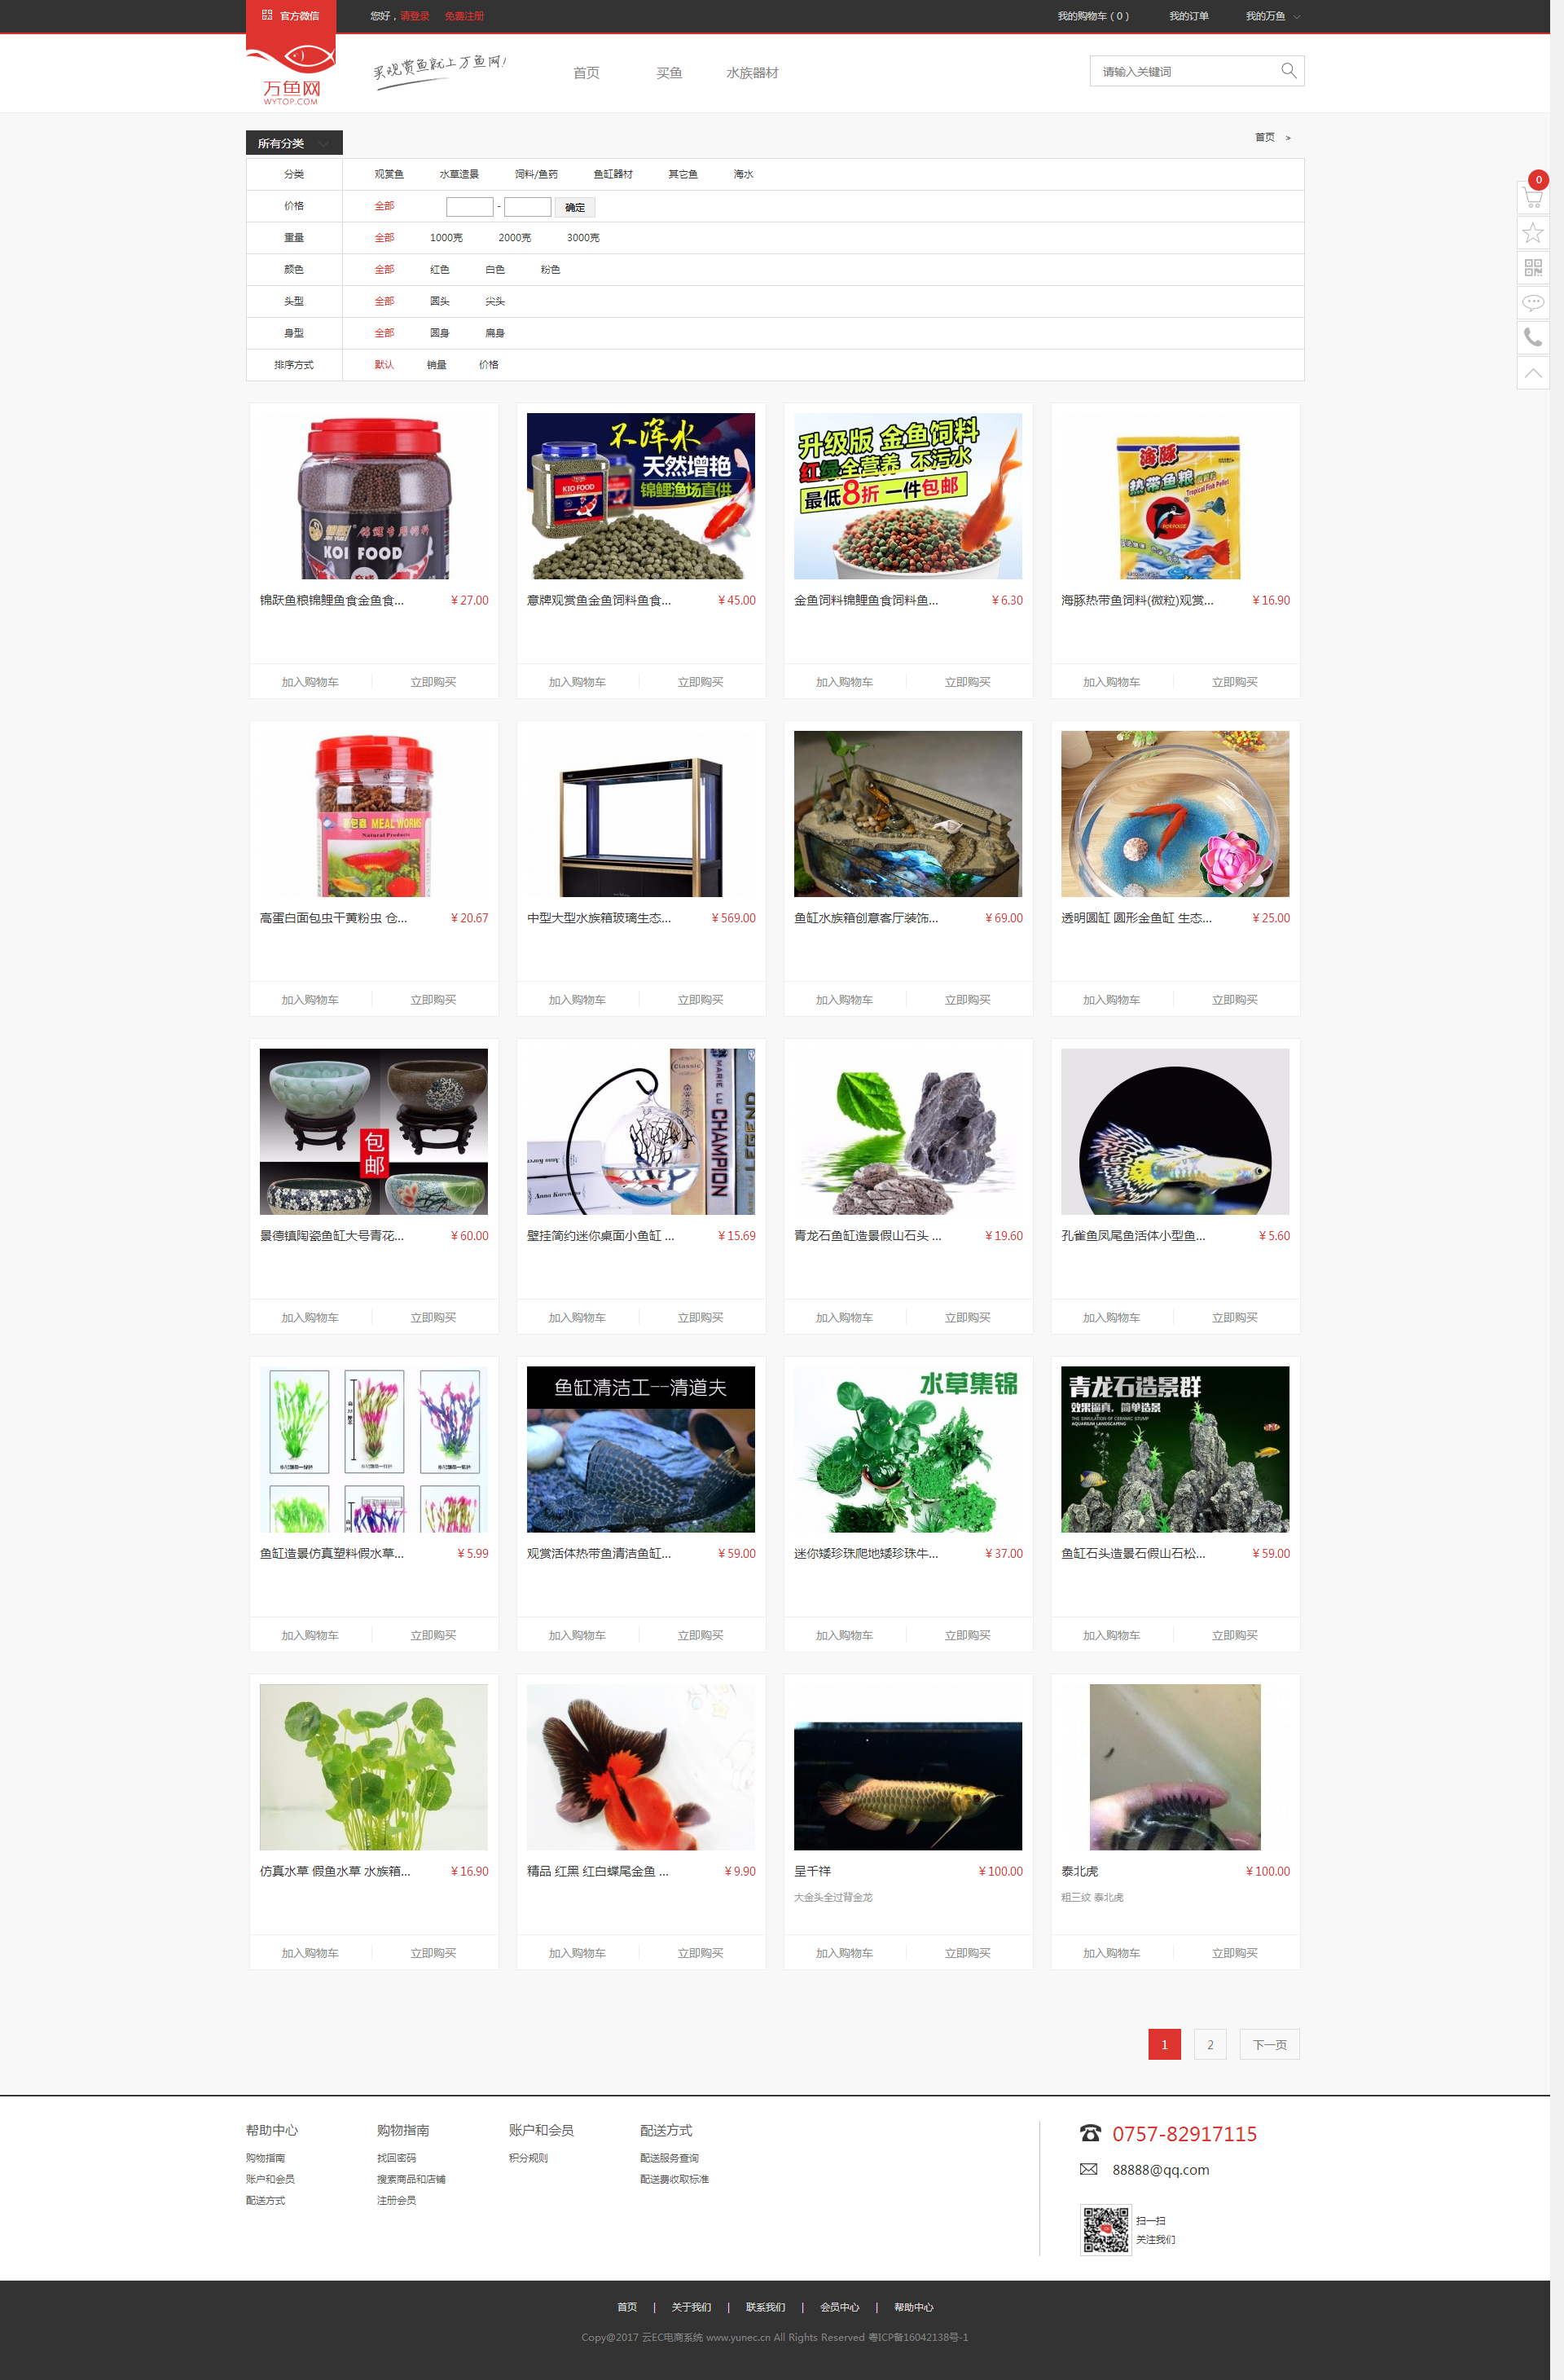 官方微信
您好，请登录 免费注册
我的购物车（0） 我的订单 我的万鱼
万鱼网
WYTOP.COM
买观赏鱼就上万鱼网!
首页 买鱼 水族器材
请输入关键词
所有分类
首页 >
0
分类 观赏鱼 水草造景 饲料/鱼药 鱼缸器材 其它鱼 海水
价格 全部 - 确定
重量 全部 1000克 2000克 3000克
颜色 全部 红色 白色 粉色
头型 全部 圆头 尖头
身型 全部 圆身 扁身
排序方式 默认 销量 价格
锦鲤专用饲料
KOI FOOD
不浑水
天然增艳
锦鲤渔场直供
KIO FOOD
升级版 金鱼饲料
红绿全营养 不污水
最低8折 一件包邮
海豚
热带鱼粮
Tropical Fish Pellet
锦跃鱼粮锦鲤鱼食金鱼食... ￥27.00
意牌观赏鱼金鱼饲料鱼食... ￥45.00
金鱼饲料锦鲤鱼食饲料鱼... ￥6.30
海豚热带鱼饲料(微粒)观赏... ￥16.90
加入购物车 立即购买 加入购物车 立即购买 加入购物车 立即购买 加入购物车 立即购买
面包虫 MEAL WORMS
Natural Products
高蛋白面包虫干黄粉虫 仓... ￥20.67
中型大型水族箱玻璃生态... ￥569.00
鱼缸水族箱创意客厅装饰... ￥69.00
透明圆缸 圆形金鱼缸 生态... ￥25.00
加入购物车 立即购买 加入购物车 立即购买 加入购物车 立即购买 加入购物车 立即购买
包邮
Classic
MARIE LU
CHAMPION
LEGEND
Anna Karenina
景德镇陶瓷鱼缸大号青花... ￥60.00
壁挂简约迷你桌面小鱼缸 ... ￥15.69
青龙石鱼缸造景假山石头 ... ￥19.60
孔雀鱼凤尾鱼活体小型鱼... ￥5.60
加入购物车 立即购买 加入购物车 立即购买 加入购物车 立即购买 加入购物车 立即购买
鱼缸清洁工--清道夫
水草集锦
青龙石造景群
效果逼真，简单造景
THE SIMULATION OF CERAMIC STUMP
AQUARIUM LANDSCAPING
鱼缸造景仿真塑料假水草... ￥5.99
观赏活体热带鱼清洁鱼缸... ￥59.00
迷你矮珍珠爬地矮珍珠牛... ￥37.00
鱼缸石头造景石假山石松... ￥59.00
加入购物车 立即购买 加入购物车 立即购买 加入购物车 立即购买 加入购物车 立即购买
仿真水草 假鱼水草 水族箱... ￥16.90
精品 红黑 红白蝶尾金鱼 ... ￥9.90
呈千祥 ￥100.00
大金头全过背金龙
泰北虎 ￥100.00
粗三纹 泰北虎
加入购物车 立即购买 加入购物车 立即购买 加入购物车 立即购买 加入购物车 立即购买
1 2 下一页
帮助中心 购物指南 账户和会员 配送方式
购物指南 找回密码 积分规则 配送服务查询
账户和会员 搜索商品和店铺 配送费收取标准
配送方式 注册会员
0757-82917115
88888@qq.com
扫一扫
关注我们
首页 | 关于我们 | 联系我们 | 会员中心 | 帮助中心
Copy@2017 云EC电商系统 www.yunec.cn All Rights Reserved 粤ICP备16042138号-1